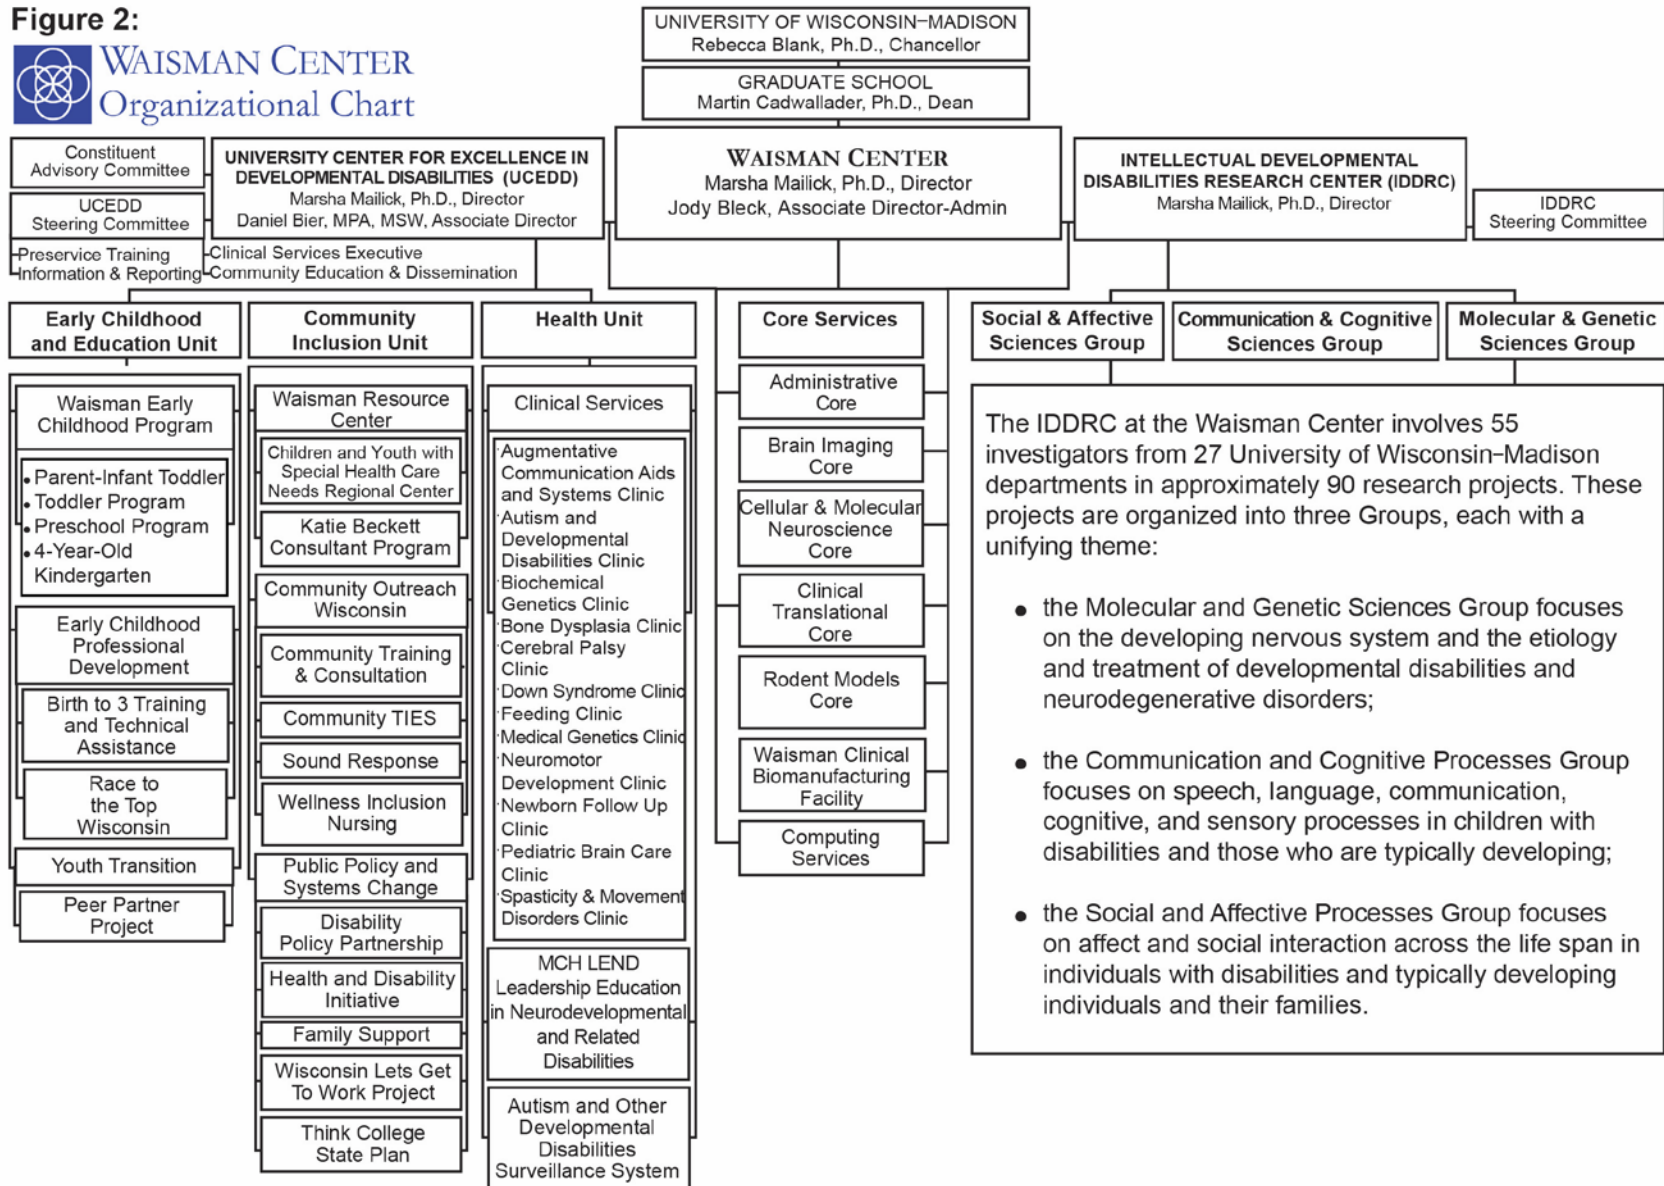 Figure 2:
WAISMAN CENTER
Organizational Chart
UNIVERSITY OF WISCONSIN–MADISON
Rebecca Blank, Ph.D., Chancellor
GRADUATE SCHOOL
Martin Cadwallader, Ph.D., Dean
Constituent
Advisory Committee
UCEDD
Steering Committee
Preservice Training
Information & Reporting
Clinical Services Executive
Community Education & Dissemination
UNIVERSITY CENTER FOR EXCELLENCE IN
DEVELOPMENTAL DISABILITIES (UCEDD)
Marsha Mailick, Ph.D., Director
Daniel Bier, MPA, MSW, Associate Director
WAISMAN CENTER
Marsha Mailick, Ph.D., Director
Jody Bleck, Associate Director-Admin
INTELLECTUAL DEVELOPMENTAL
DISABILITIES RESEARCH CENTER (IDDRC)
Marsha Mailick, Ph.D., Director
IDDRC
Steering Committee
Early Childhood
and Education Unit
Waisman Early
Childhood Program
• Parent-Infant Toddler
• Toddler Program
• Preschool Program
• 4-Year-Old
Kindergarten
Early Childhood
Professional
Development
Birth to 3 Training
and Technical
Assistance
Race to
the Top
Wisconsin
Youth Transition
Peer Partner
Project
Community
Inclusion Unit
Waisman Resource
Center
Children and Youth with
Special Health Care
Needs Regional Center
Katie Beckett
Consultant Program
Community Outreach
Wisconsin
Community Training
& Consultation
Community TIES
Sound Response
Wellness Inclusion
Nursing
Public Policy and
Systems Change
Disability
Policy Partnership
Health and Disability
Initiative
Family Support
Wisconsin Lets Get
To Work Project
Think College
State Plan
Health Unit
Clinical Services
·Augmentative
Communication Aids
and Systems Clinic
·Autism and
Developmental
Disabilities Clinic
·Biochemical
Genetics Clinic
·Bone Dysplasia Clinic
·Cerebral Palsy
Clinic
·Down Syndrome Clinic
·Feeding Clinic
·Medical Genetics Clinic
·Neuromotor
Development Clinic
·Newborn Follow Up
Clinic
·Pediatric Brain Care
Clinic
·Spasticity & Movement
Disorders Clinic
MCH LEND
Leadership Education
in Neurodevelopmental
and Related
Disabilities
Autism and Other
Developmental
Disabilities
Surveillance System
Core Services
Administrative
Core
Brain Imaging
Core
Cellular & Molecular
Neuroscience
Core
Clinical
Translational
Core
Rodent Models
Core
Waisman Clinical
Biomanufacturing
Facility
Computing
Services
Social & Affective
Sciences Group
Communication & Cognitive
Sciences Group
Molecular & Genetic
Sciences Group
The IDDRC at the Waisman Center involves 55
investigators from 27 University of Wisconsin–Madison
departments in approximately 90 research projects. These
projects are organized into three Groups, each with a
unifying theme:
• the Molecular and Genetic Sciences Group focuses
on the developing nervous system and the etiology
and treatment of developmental disabilities and
neurodegenerative disorders;
• the Communication and Cognitive Processes Group
focuses on speech, language, communication,
cognitive, and sensory processes in children with
disabilities and those who are typically developing;
• the Social and Affective Processes Group focuses
on affect and social interaction across the life span in
individuals with disabilities and typically developing
individuals and their families.